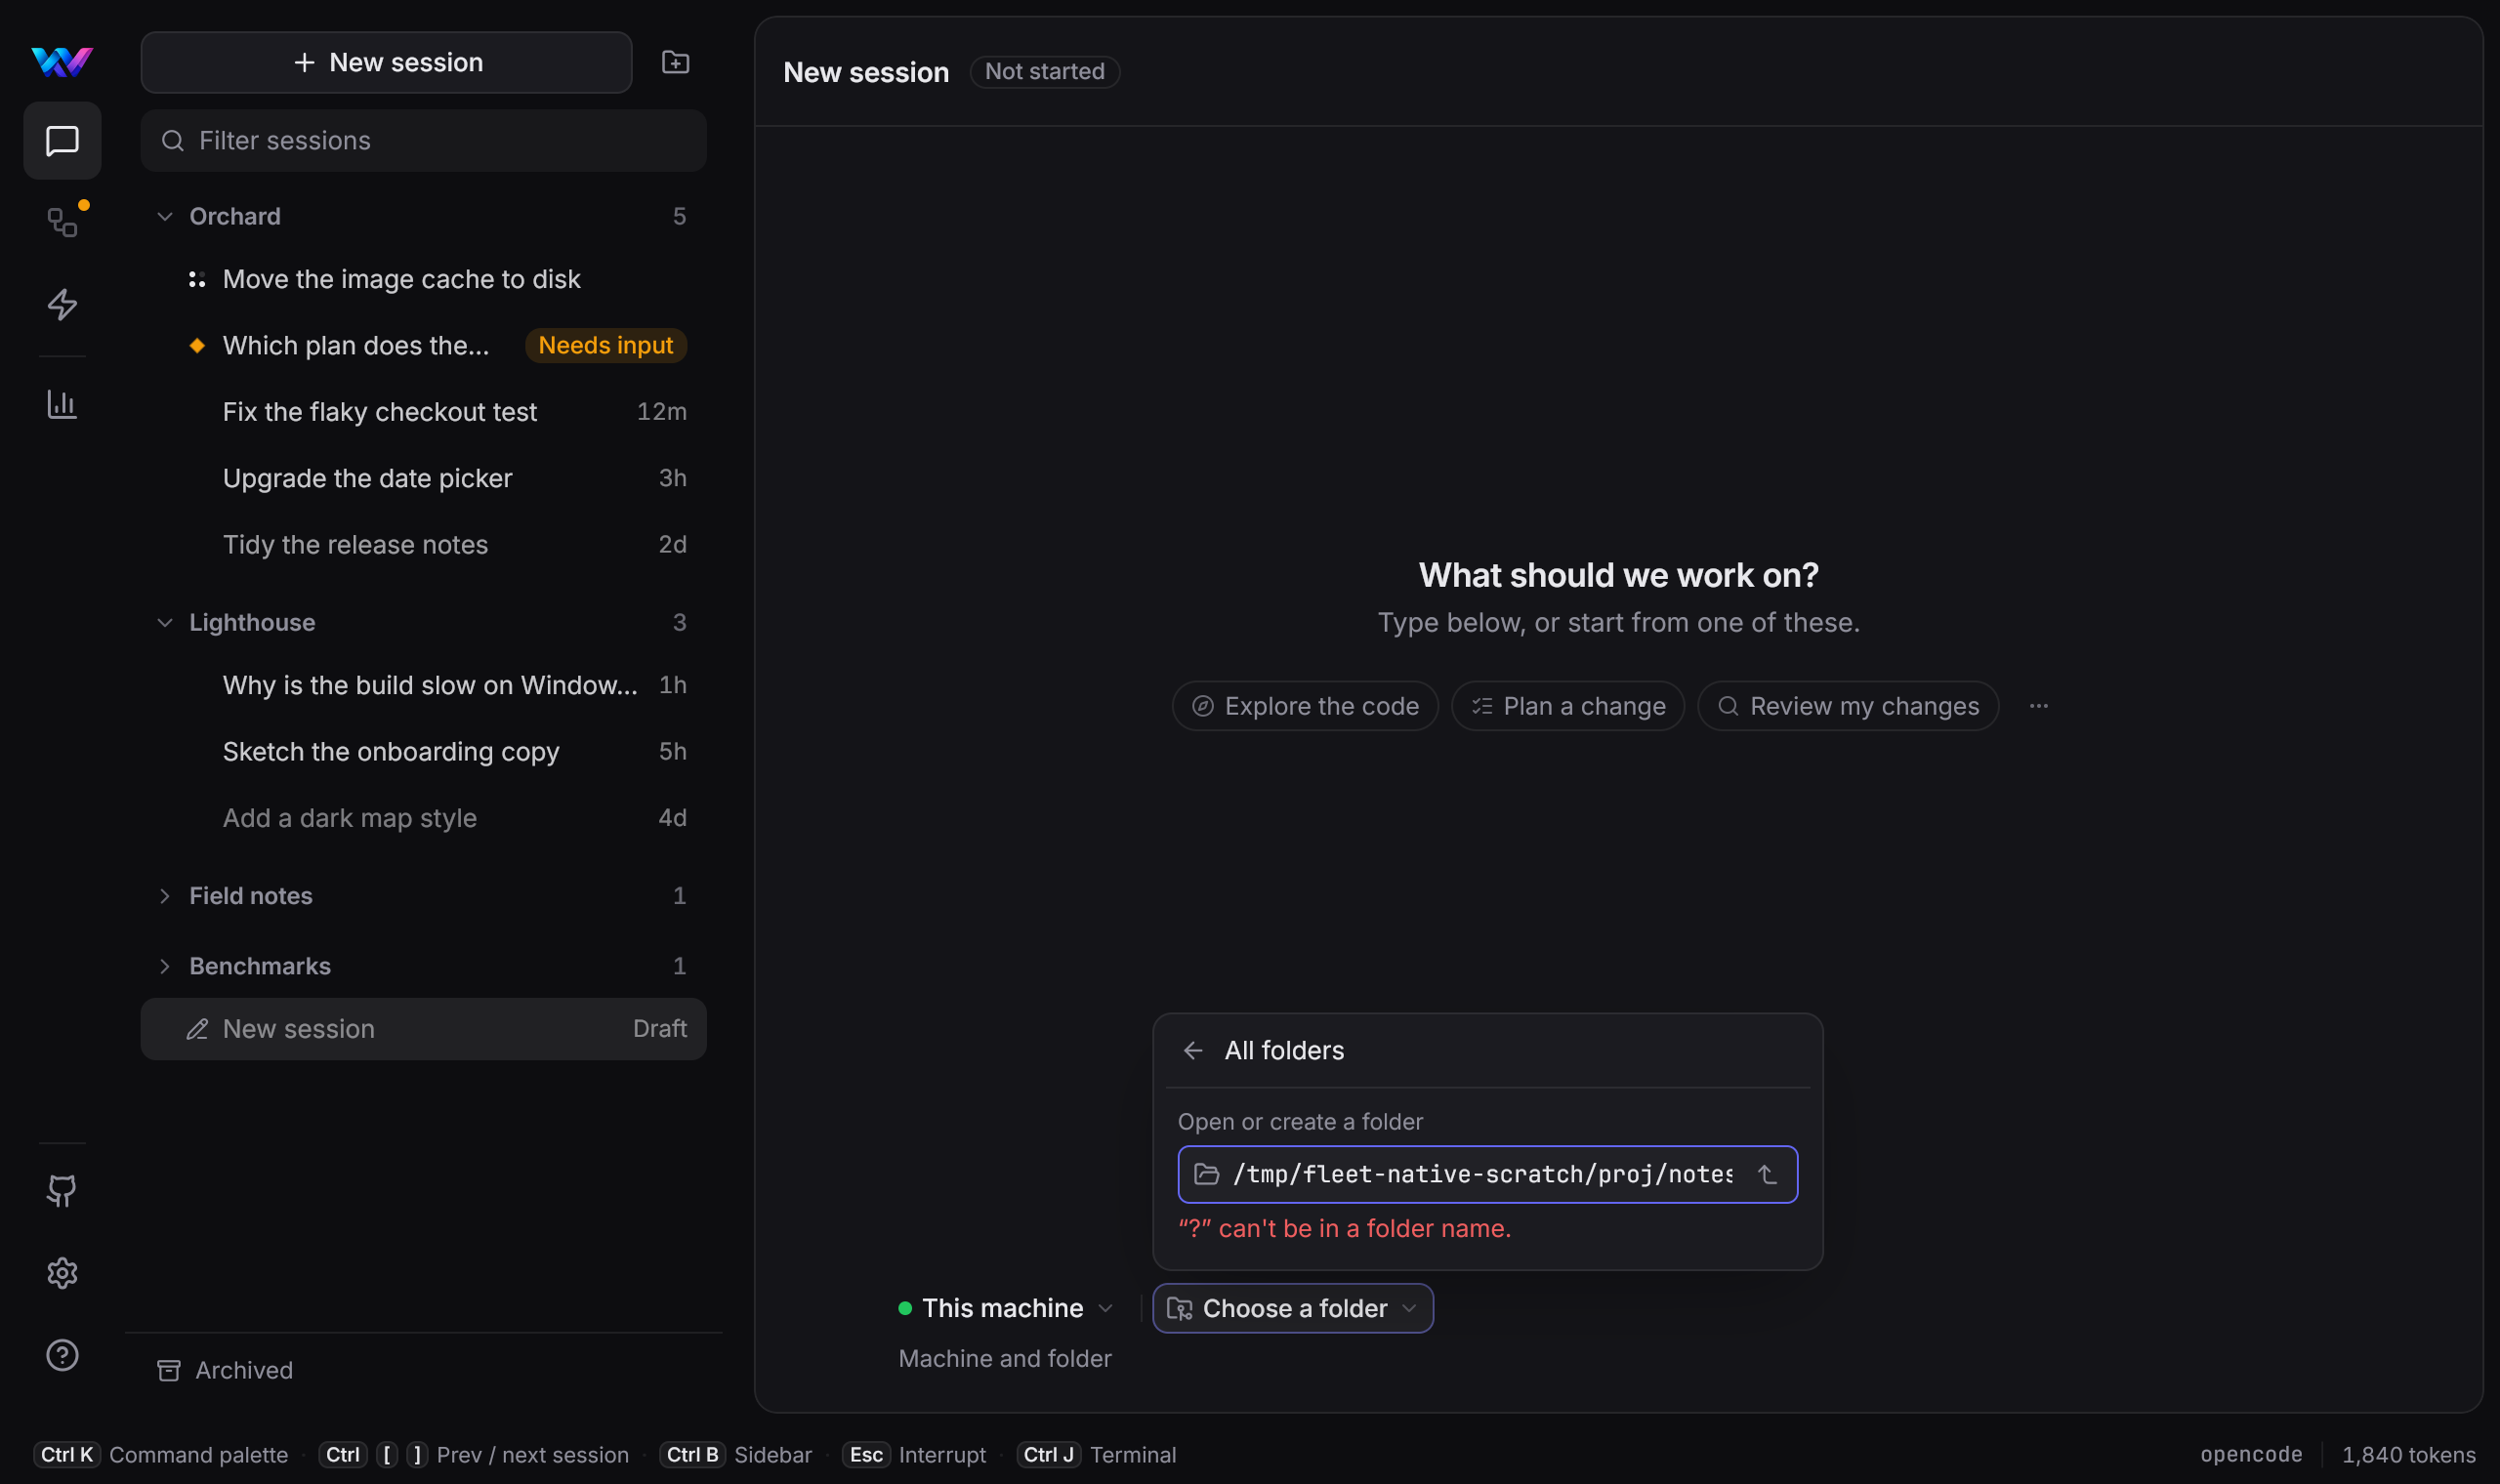 New session
Filter sessions
Orchard 5
Move the image cache to disk
Which plan does the... Needs input
Fix the flaky checkout test 12m
Upgrade the date picker 3h
Tidy the release notes 2d
Lighthouse 3
Why is the build slow on Window... 1h
Sketch the onboarding copy 5h
Add a dark map style 4d
Field notes 1
Benchmarks 1
New session Draft
Archived
New session Not started
What should we work on?
Type below, or start from one of these.
Explore the code Plan a change Review my changes
All folders
Open or create a folder
/tmp/fleet-native-scratch/proj/notes
“?” can't be in a folder name.
This machine Choose a folder
Machine and folder
Ctrl K Command palette · Ctrl [ ] Prev / next session · Ctrl B Sidebar · Esc Interrupt · Ctrl J Terminal
opencode 1,840 tokens